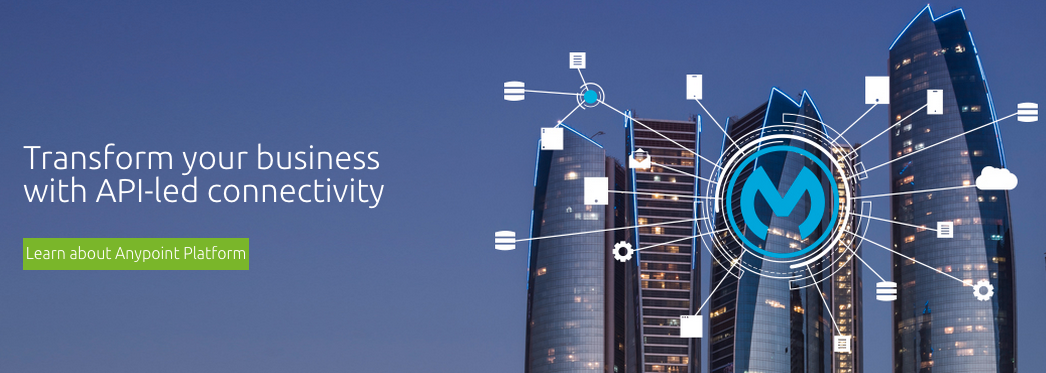 Transform your business
with API-led connectivity
Learn about Anypoint Platform